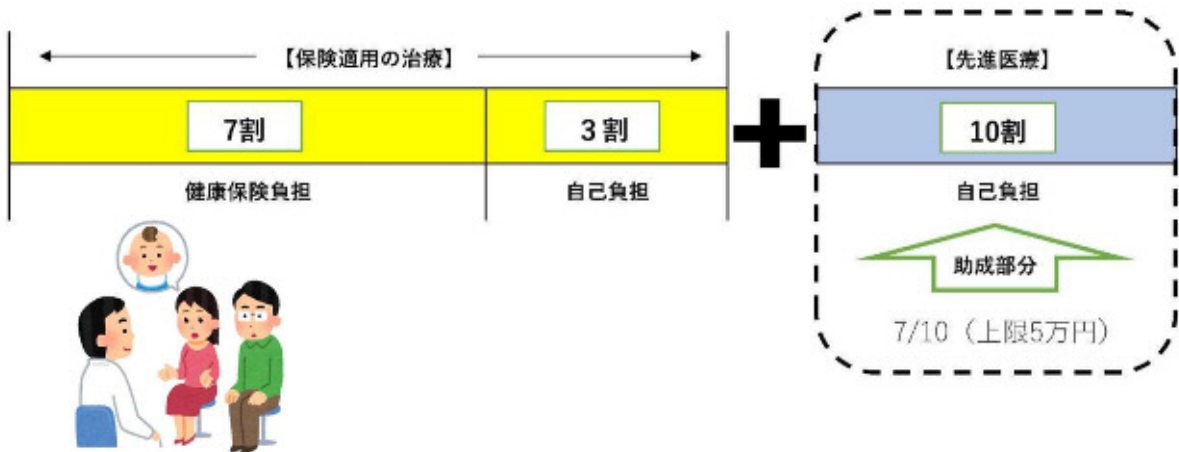 【保険適用の治療】
【先進医療】
7割
3割
10割
健康保険負担
自己負担
自己負担
助成部分
7/10（上限5万円）